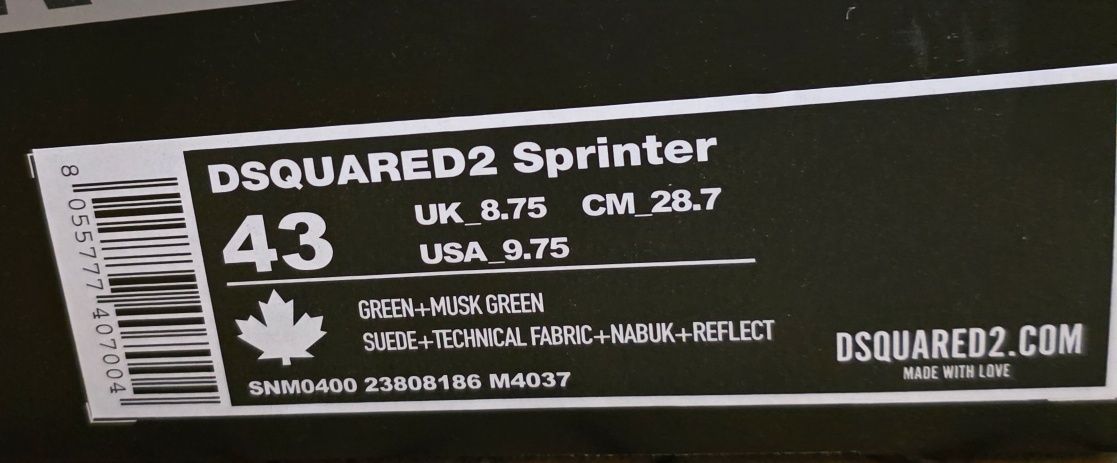 DSQUARED2 Sprinter
43
UK_8.75 CM_28.7
USA_9.75
GREEN+MUSK GREEN
SUEDE+TECHNICAL FABRIC+NABUK+REFLECT
SNM0400 23808186 M4037
DSQUARED2.COM
MADE WITH LOVE
8 055777 407004